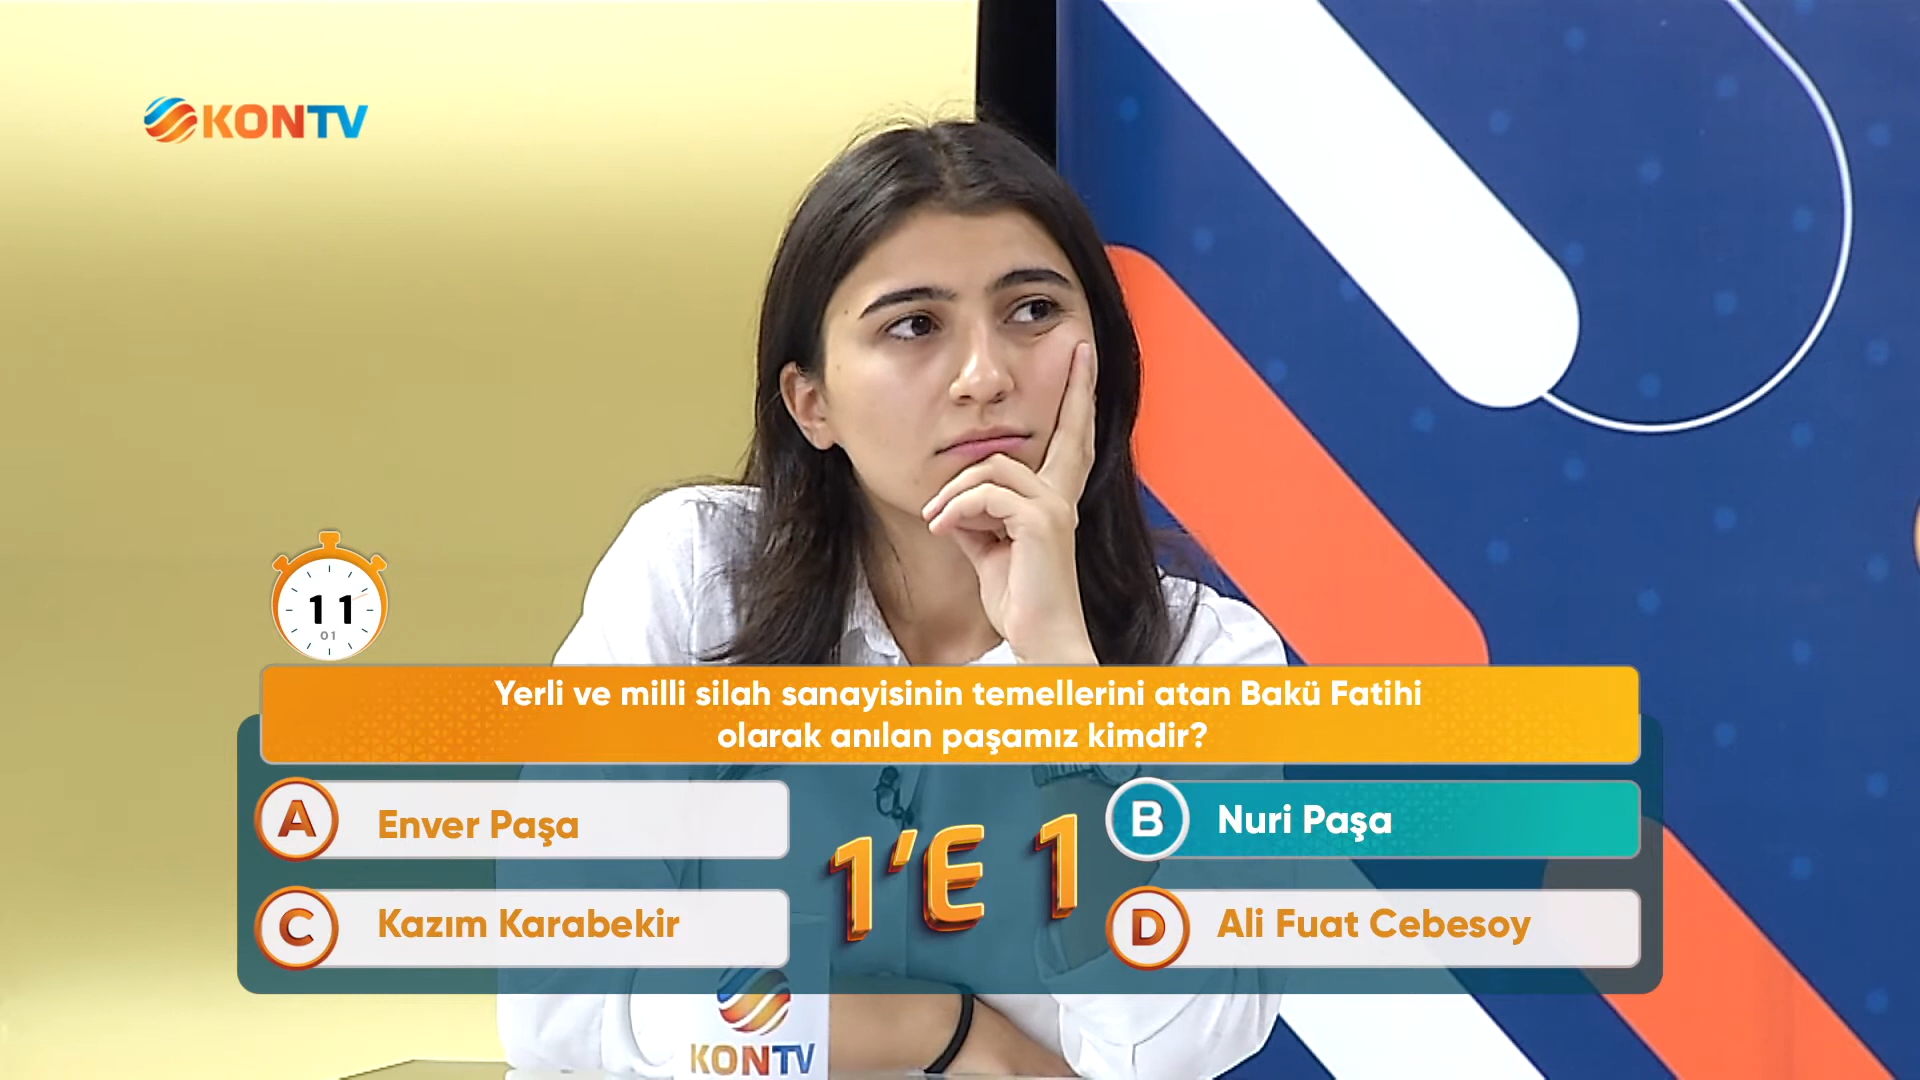 KONTV
11
01
Yerli ve milli silah sanayisinin temellerini atan Bakü Fatihi
olarak anılan paşamız kimdir?
A Enver Paşa
B Nuri Paşa
1'E 1
C Kazım Karabekir
D Ali Fuat Cebesoy
KONTV